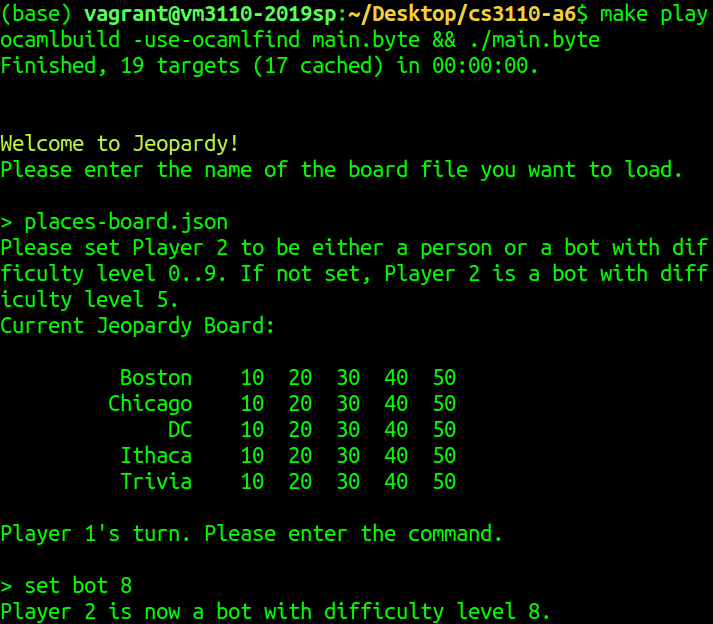 (base) vagrant@vm3110-2019sp:~/Desktop/cs3110-a6$ make play
ocamlbuild -use-ocamlfind main.byte && ./main.byte
Finished, 19 targets (17 cached) in 00:00:00.
Welcome to Jeopardy!
Please enter the name of the board file you want to load.
> places-board.json
Please set Player 2 to be either a person or a bot with dif
ficulty level 0..9. If not set, Player 2 is a bot with diff
iculty level 5.
Current Jeopardy Board:
Boston 10 20 30 40 50
Chicago 10 20 30 40 50
DC 10 20 30 40 50
Ithaca 10 20 30 40 50
Trivia 10 20 30 40 50
Player 1's turn. Please enter the command.
> set bot 8
Player 2 is now a bot with difficulty level 8.